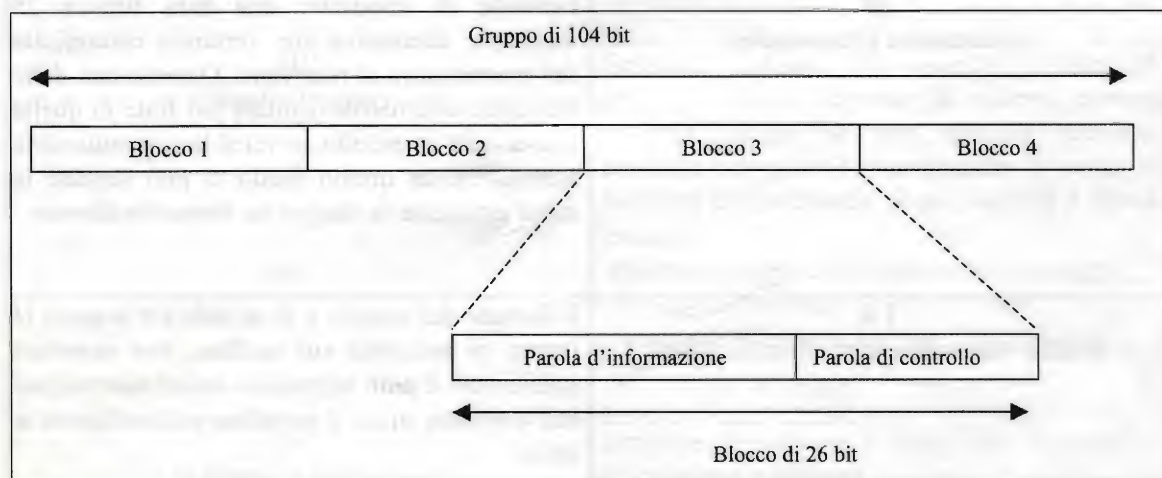 Gruppo di 104 bit
Blocco 1 Blocco 2 Blocco 3 Blocco 4
Parola d'informazione Parola di controllo
Blocco di 26 bit